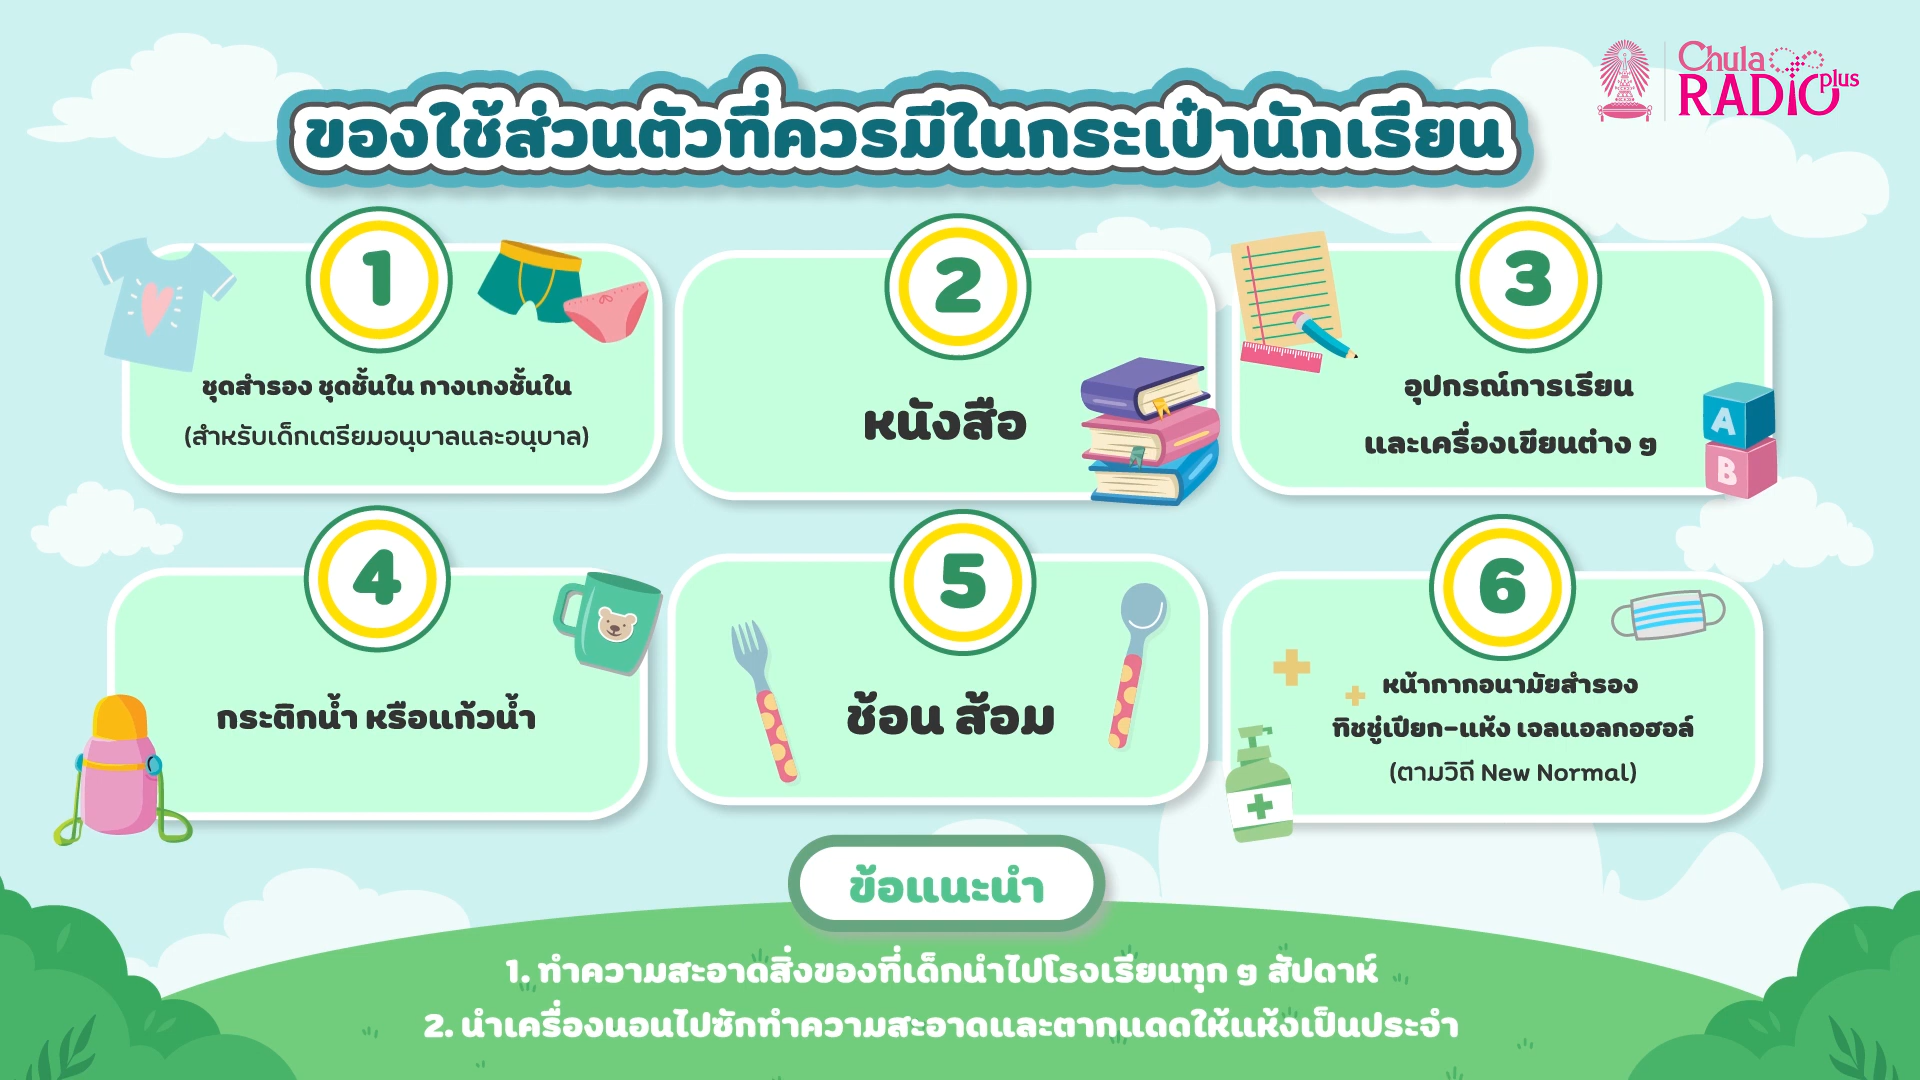 Chula
RADIO plus
ของใช้ส่วนตัวที่ควรมีในกระเป๋านักเรียน
1
ชุดสำรอง ชุดชั้นใน กางเกงชั้นใน
(สำหรับเด็กเตรียมอนุบาลและอนุบาล)
2
หนังสือ
3
อุปกรณ์การเรียน
และเครื่องเขียนต่าง ๆ
A
B
4
กระติกน้ำ หรือแก้วน้ำ
5
ช้อน ส้อม
6
หน้ากากอนามัยสำรอง
ทิชชู่เปียก-แห้ง เจลแอลกอฮอล์
(ตามวิถี New Normal)
ข้อแนะนำ
1. ทำความสะอาดสิ่งของที่เด็กนำไปโรงเรียนทุก ๆ สัปดาห์
2. นำเครื่องนอนไปซักทำความสะอาดและตากแดดให้แห้งเป็นประจำ